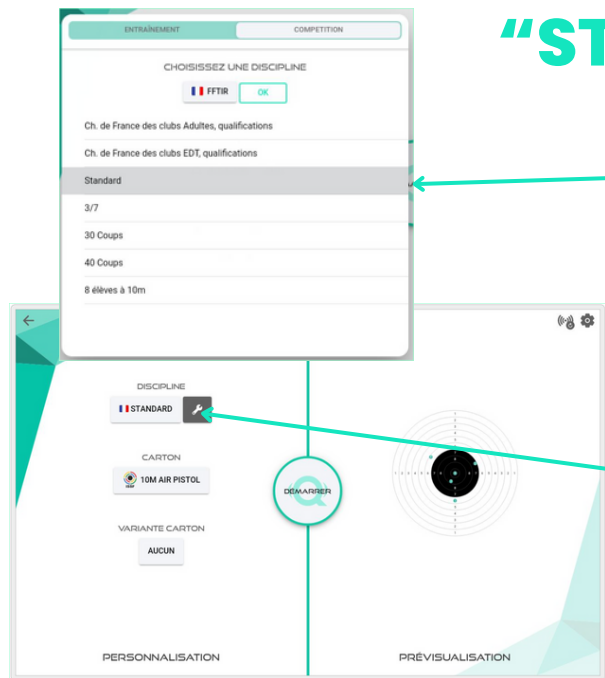 “ST
ENTRAÎNEMENT
COMPETITION
CHOISISSEZ UNE DISCIPLINE
FFTIR
OK
Ch. de France des clubs Adultes, qualifications
Ch. de France des clubs EDT, qualifications
Standard
3/7
30 Coups
40 Coups
8 élèves à 10m
DISCIPLINE
STANDARD
CARTON
10M AIR PISTOL
DEMARRER
VARIANTE CARTON
AUCUN
PERSONNALISATION
PRÉVISUALISATION